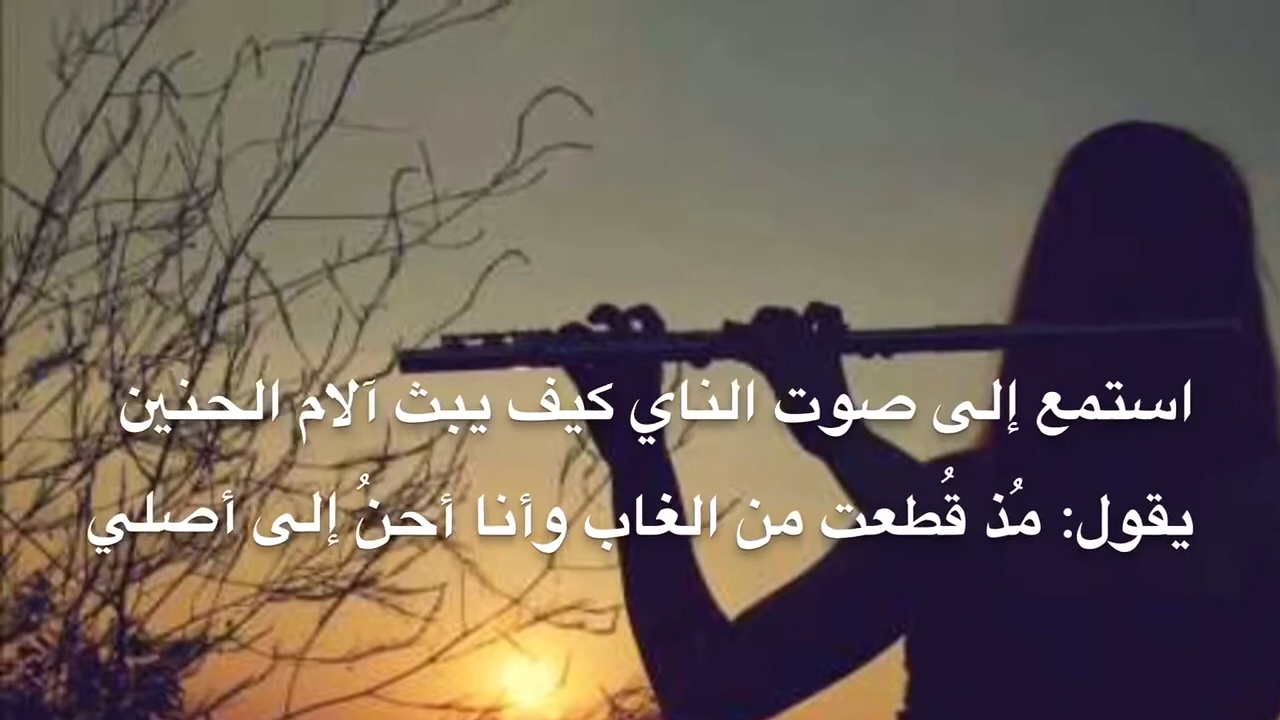 استمع إلى صوت الناي كيف يبث آلام الحنين
يقول: مُذ قُطعت من الغاب وأنا أحنُ إلى أصلي